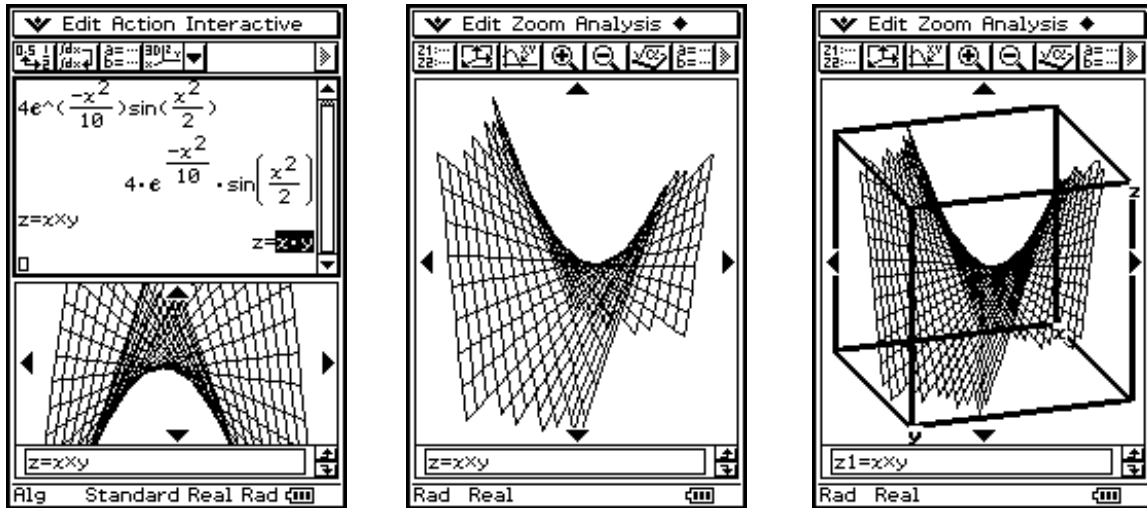 Edit Action Interactive
4e^(-x²/10)sin(x²/2)
4·e^(-x²/10)·sin(x²/2)
z=x×y
z=x·y
z=x×y
Alg Standard Real Rad
Edit Zoom Analysis ◆
z=x×y
Rad Real
Edit Zoom Analysis ◆
z
x
y
z1=x×y
Rad Real